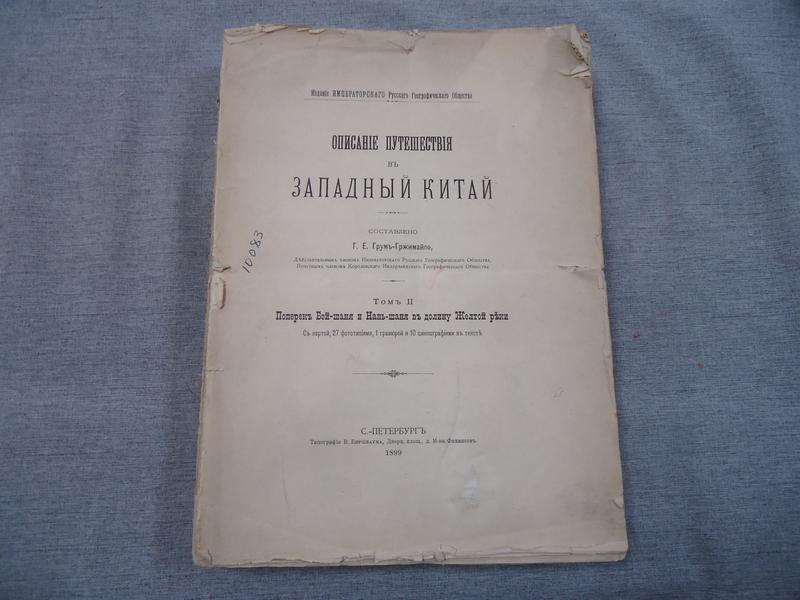 Изданіе ИМПЕРАТОРСКАГО Русскаго Географическаго Общества
ОПИСАНІЕ ПУТЕШЕСТВІЯ
ВЪ
ЗАПАДНЫЙ КИТАЙ
СОСТАВЛЕНО
Г. Е. Грумъ-Гржимайло,
Дѣйствительнымъ членомъ Императорскаго Русскаго Географическаго Общества,
Почетнымъ членомъ Королевскаго Нидерландскаго Географическаго Общества
10083
Томъ II
Поперекъ Бей-шаня и Нань-шаня въ долину Желтой рѣки
Съ картой, 27 фототипіями, 1 гравюрой и 10 цинкографіями въ текстѣ
С.-ПЕТЕРБУРГЪ
Типографія В. Киршбаума, Дворц. площ., д. М-ва Финансовъ
1899